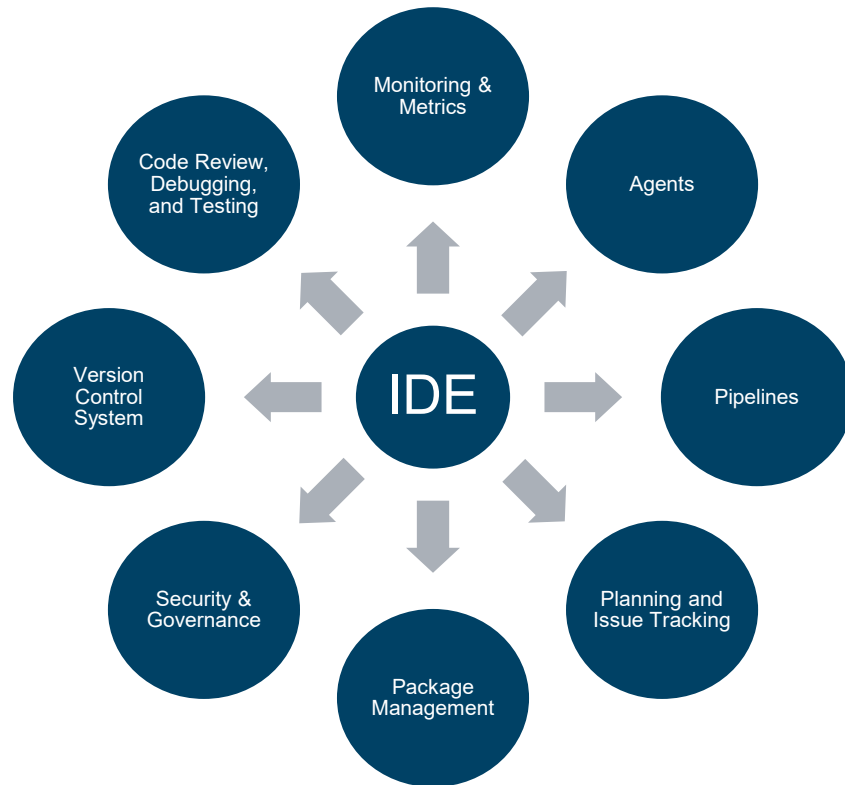 Monitoring &
Metrics
Code Review,
Debugging,
and Testing
Agents
Version
Control
System
IDE
Pipelines
Security &
Governance
Planning and
Issue Tracking
Package
Management